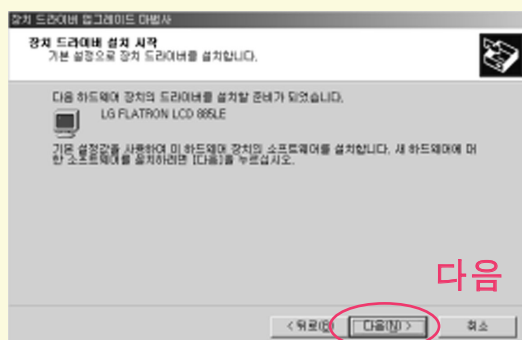 장치 드라이버 업그레이드 마법사
장치 드라이버 설치 시작
기본 설정으로 장치 드라이버를 설치합니다.
다음 하드웨어 장치의 드라이버를 설치할 준비가 되었습니다.
LG FLATRON LCD 885LE
기본 설정값을 사용하여 이 하드웨어 장치의 소프트웨어를 설치합니다. 새 하드웨어에 대
한 소프트웨어를 설치하려면 [다음]을 누르십시오.
다음
< 뒤로(B) 다음(N) > 취소